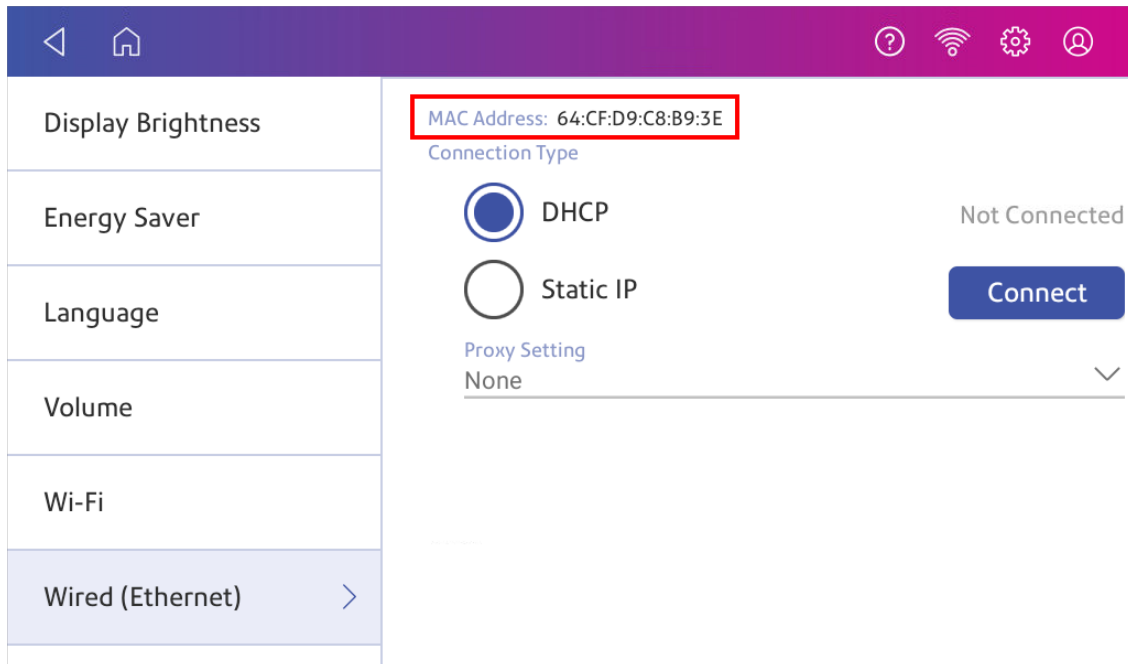 Display Brightness
Energy Saver
Language
Volume
Wi-Fi
Wired (Ethernet)
MAC Address: 64:CF:D9:C8:B9:3E
Connection Type
DHCP
Not Connected
Static IP
Connect
Proxy Setting
None